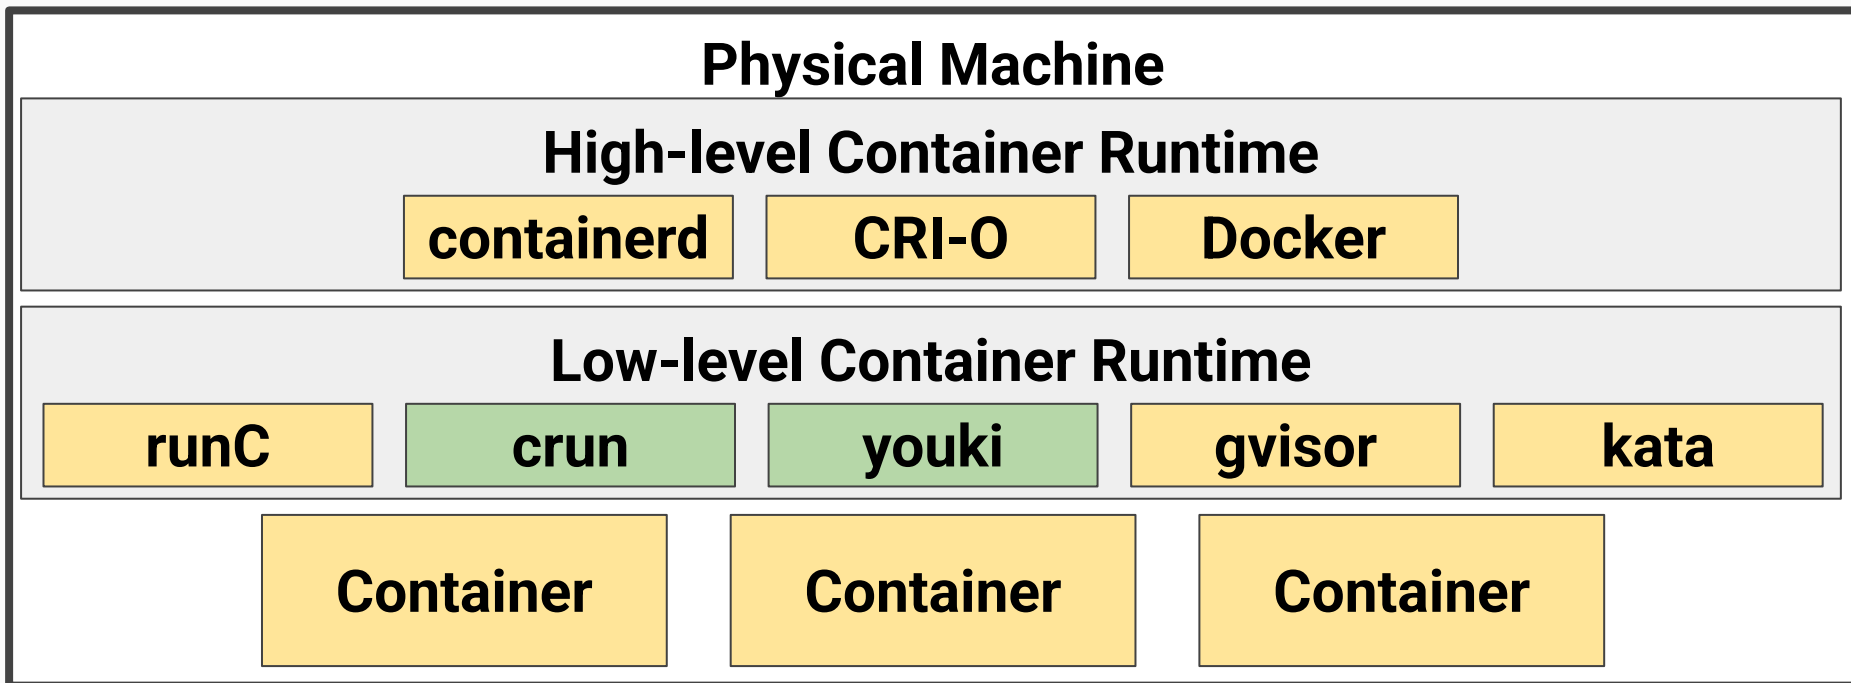 Physical Machine
High-level Container Runtime
containerd CRI-O Docker
Low-level Container Runtime
runC crun youki gvisor kata
Container Container Container